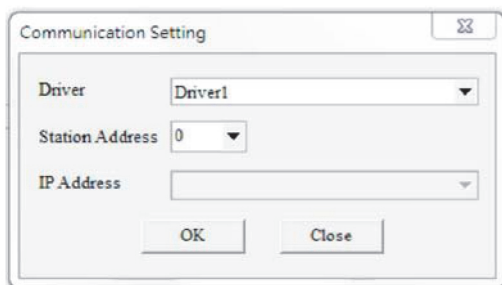 Communication Setting
Driver Driver1
Station Address 0
IP Address
OK Close